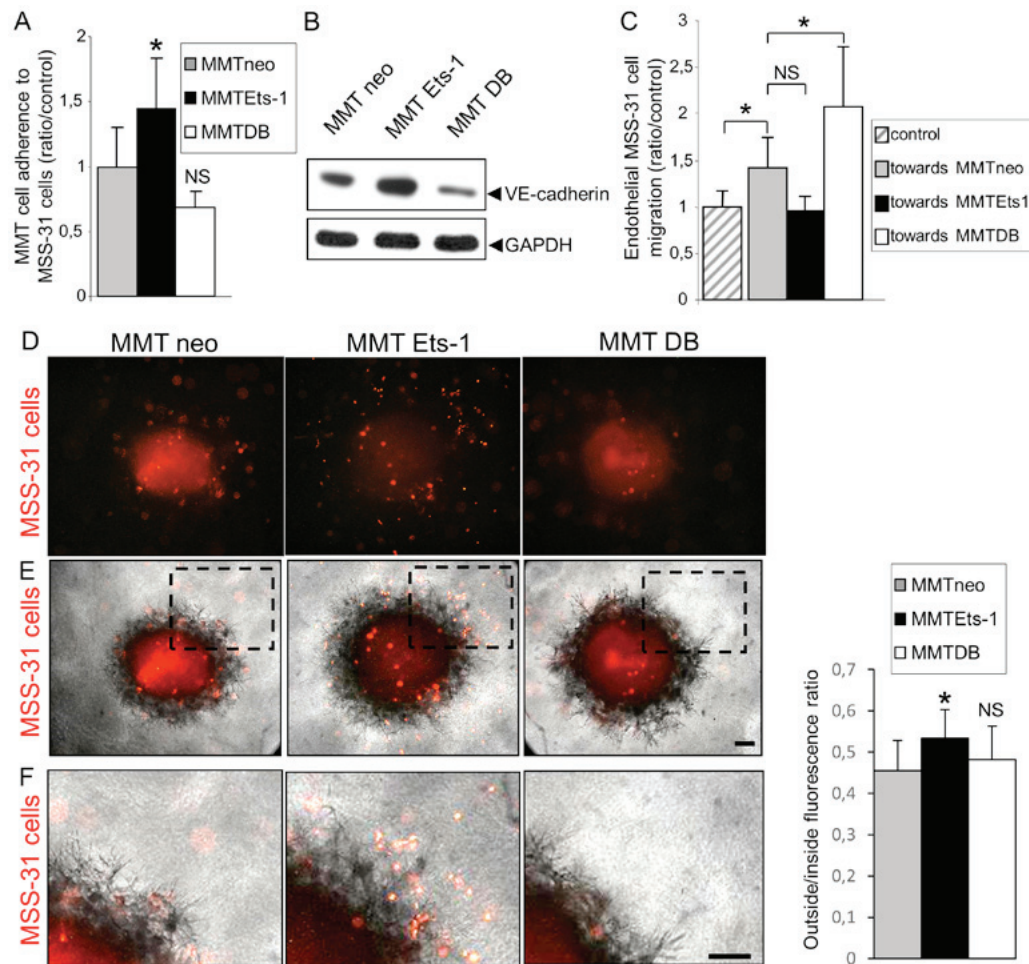 A
MMT cell adherence to
MSS-31 cells (ratio/control)
2
1,5
1
0,5
0
*
NS
MMTneo
MMTEts-1
MMTDB
B
MMT neo
MMT Ets-1
MMT DB
VE-cadherin
GAPDH
C
Endothelial MSS-31 cell
migration (ratio/control)
3
2,5
2
1,5
1
0,5
0
*
NS
*
control
towards MMTneo
towards MMTEts1
towards MMTDB
D
MMT neo
MMT Ets-1
MMT DB
MSS-31 cells
E
MSS-31 cells
F
MSS-31 cells
MMTneo
MMTEts-1
MMTDB
Outside/inside fluorescence ratio
0,7
0,6
0,5
0,4
0,3
0,2
0,1
0
*
NS